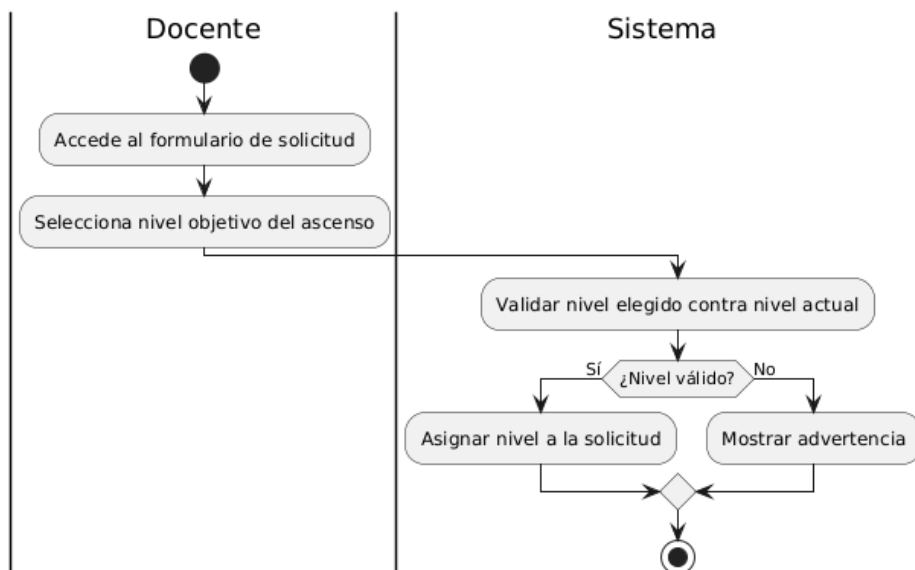 Docente
Sistema
Accede al formulario de solicitud
Selecciona nivel objetivo del ascenso
Validar nivel elegido contra nivel actual
Sí
¿Nivel válido?
No
Asignar nivel a la solicitud
Mostrar advertencia